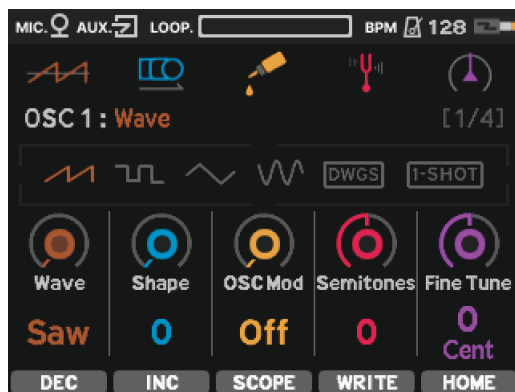 MIC. AUX. LOOP. BPM 128
OSC 1 : Wave [1/4]
DWGS 1-SHOT
Wave Shape OSC Mod Semitones Fine Tune
Saw 0 Off 0 0
Cent
DEC INC SCOPE WRITE HOME